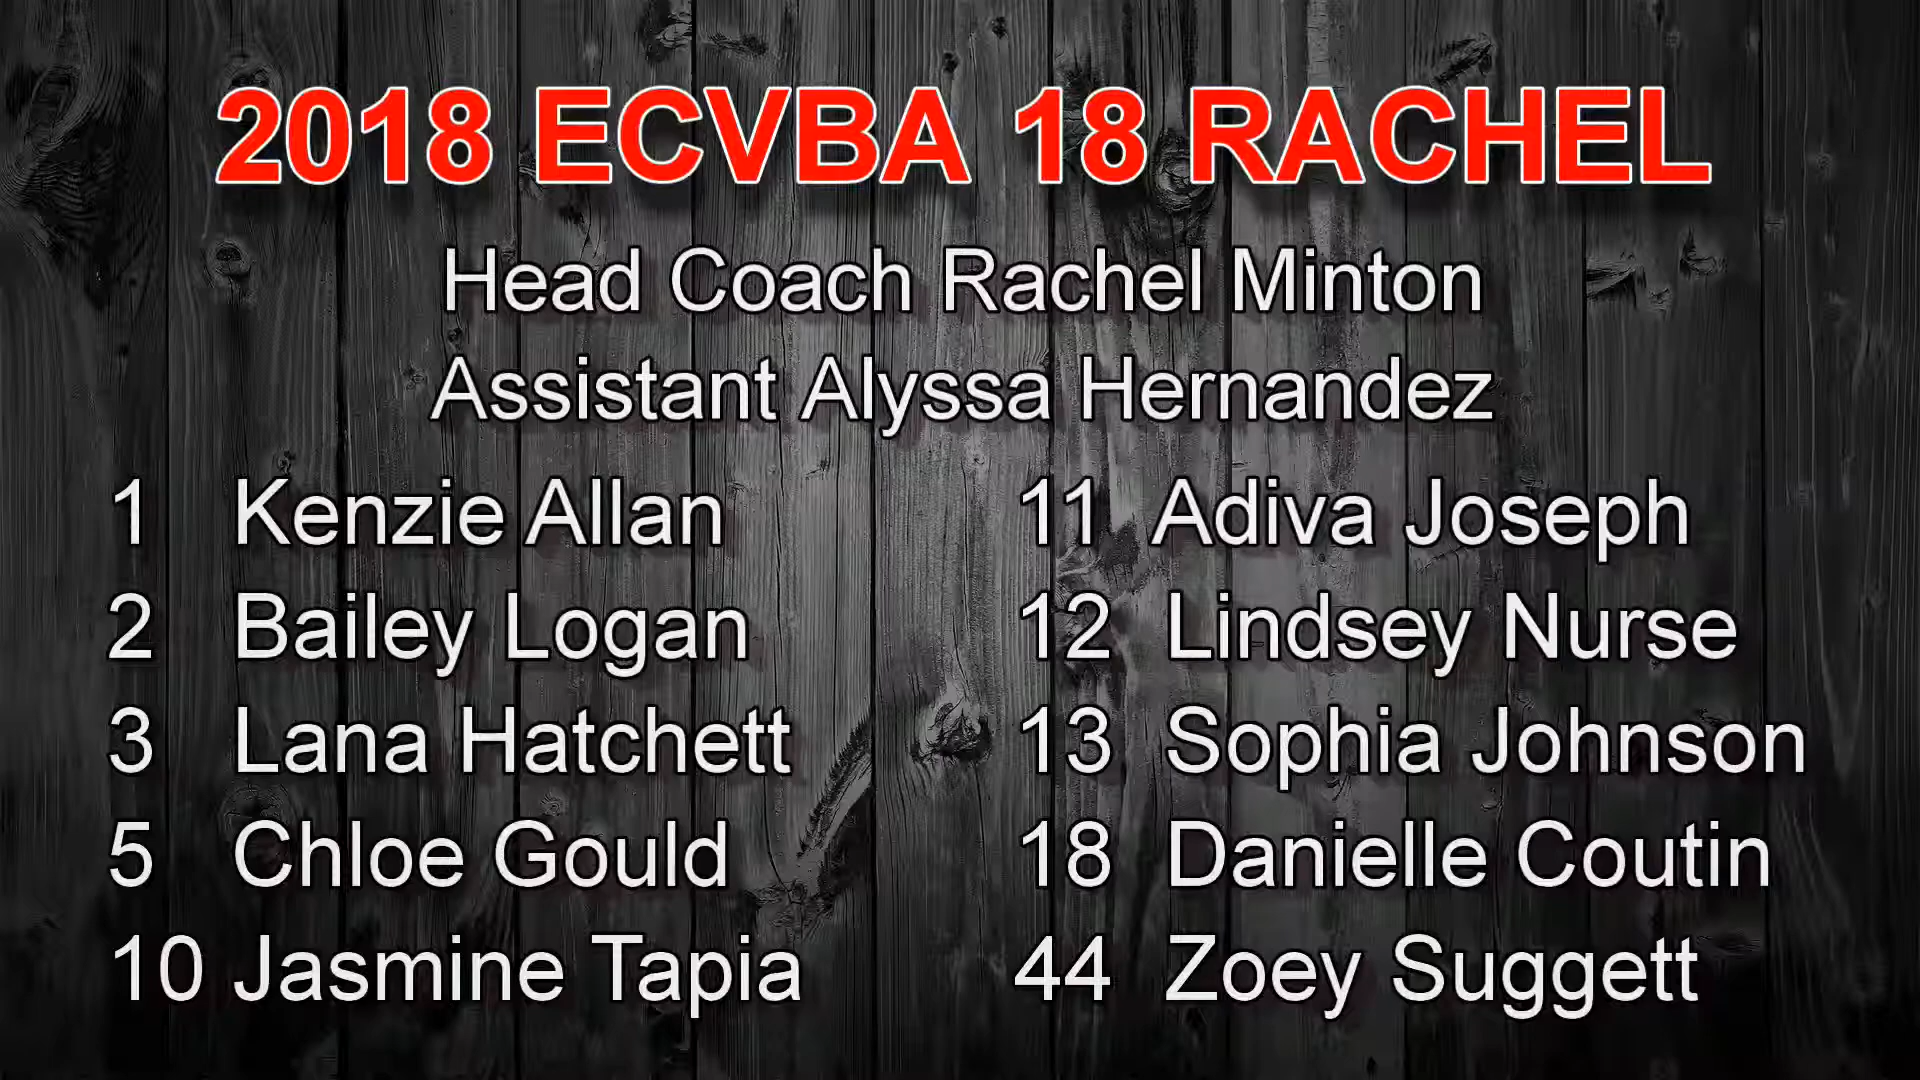 2018 ECVBA 18 RACHEL
Head Coach Rachel Minton
Assistant Alyssa Hernandez
1 Kenzie Allan
2 Bailey Logan
3 Lana Hatchett
5 Chloe Gould
10 Jasmine Tapia
11 Adiva Joseph
12 Lindsey Nurse
13 Sophia Johnson
18 Danielle Coutin
44 Zoey Suggett